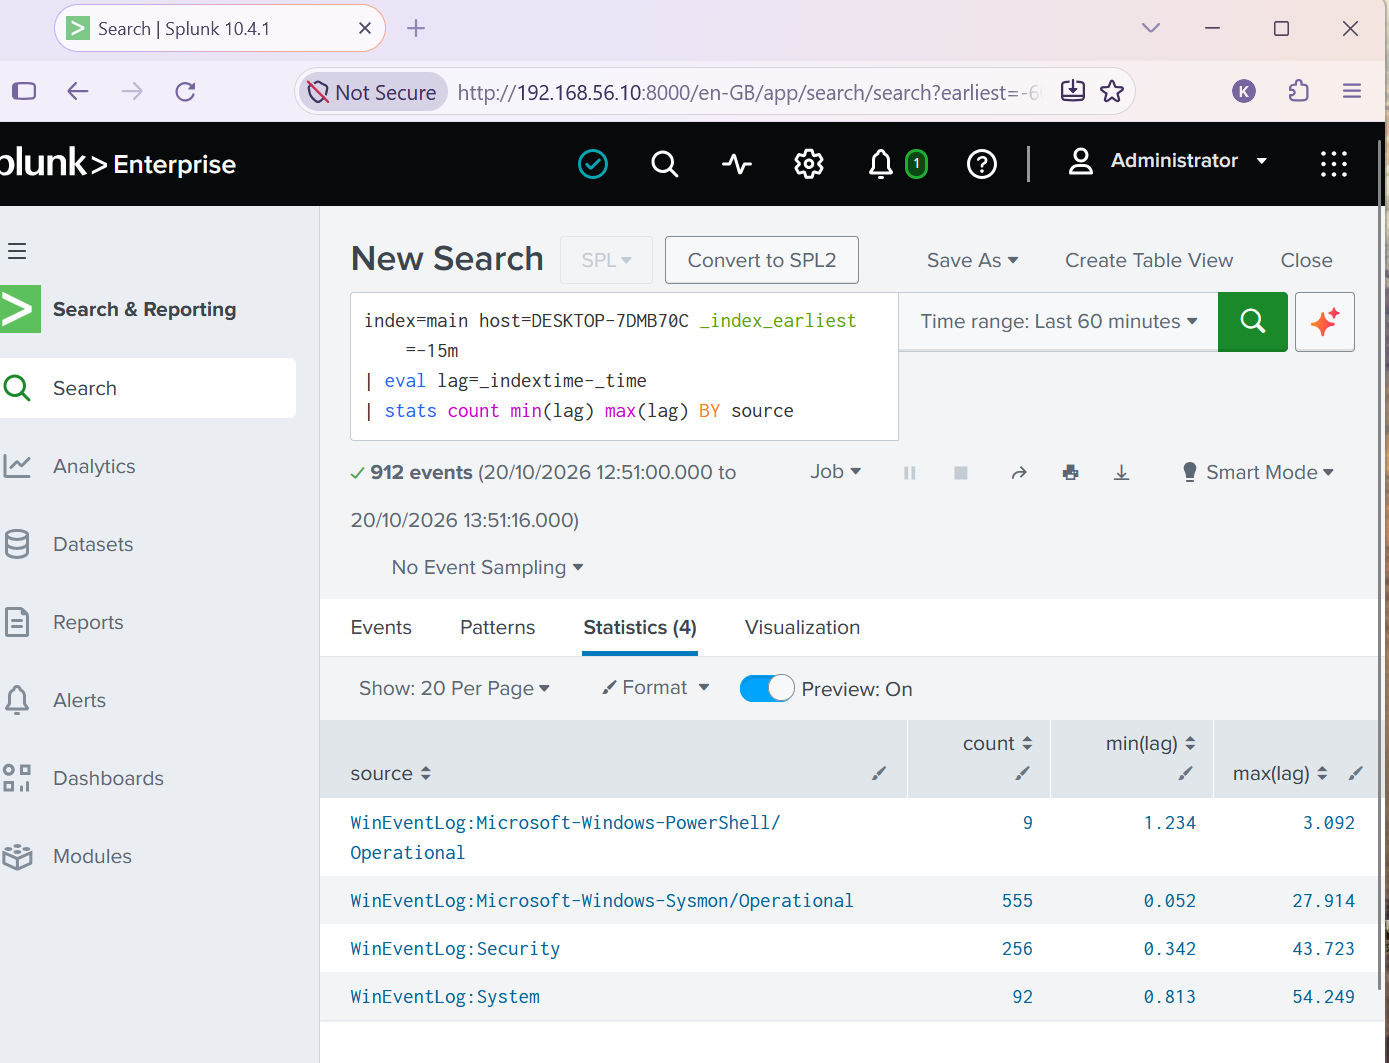 Search | Splunk 10.4.1
Not Secure
http://192.168.56.10:8000/en-GB/app/search/search?earliest=-6
plunk> Enterprise
1
Administrator
K
New Search
SPL
Convert to SPL2
Save As
Create Table View
Close
Search & Reporting
index=main host=DESKTOP-7DMB70C _index_earliest
=-15m
| eval lag=_indextime-_time
| stats count min(lag) max(lag) BY source
Time range: Last 60 minutes
Search
Analytics
Datasets
Reports
Alerts
Dashboards
Modules
912 events (20/10/2026 12:51:00.000 to
20/10/2026 13:51:16.000)
Job
Smart Mode
No Event Sampling
Events
Patterns
Statistics (4)
Visualization
Show: 20 Per Page
Format
Preview: On
source
count
min(lag)
max(lag)
WinEventLog:Microsoft-Windows-PowerShell/
Operational
9
1.234
3.092
WinEventLog:Microsoft-Windows-Sysmon/Operational
555
0.052
27.914
WinEventLog:Security
256
0.342
43.723
WinEventLog:System
92
0.813
54.249